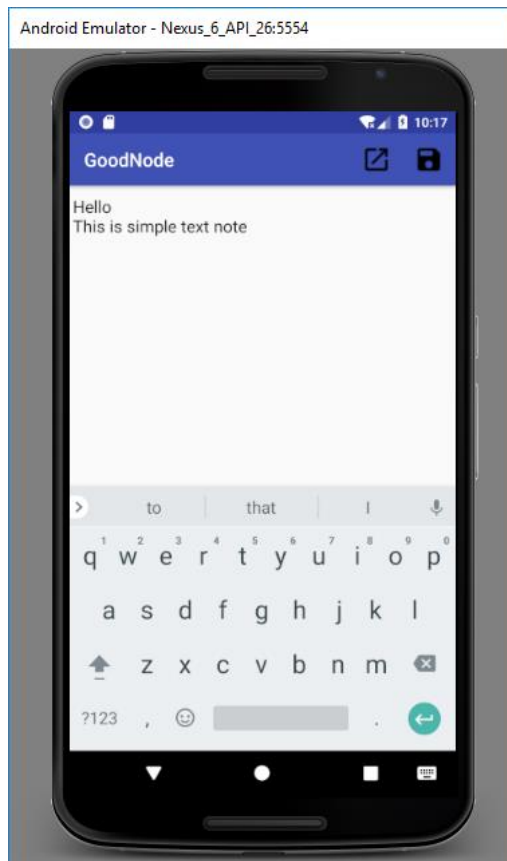 Android Emulator - Nexus_6_API_26:5554
10:17
GoodNode
Hello
This is simple text note
to that I
1 2 3 4 5 6 7 8 9 0
q w e r t y u i o p
a s d f g h j k l
z x c v b n m
?123 , .